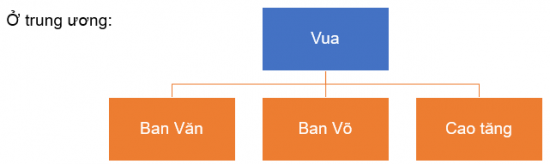 Ở trung ương:
Vua
Ban Văn
Ban Võ
Cao tăng